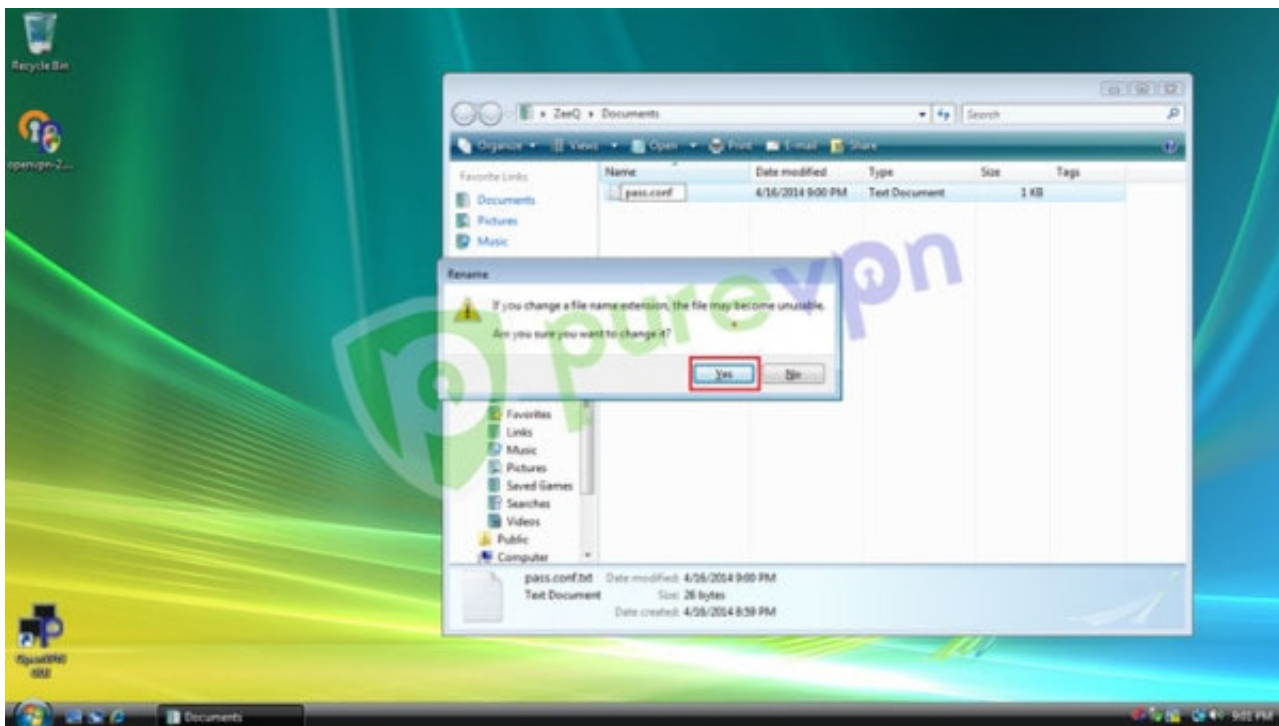 Recycle Bin
openvpn-2....
OpenVPN
GUI
ZeeQ ▸ Documents
Search
Organize
Views
Open
Print
E-mail
Share
Favorite Links
Documents
Pictures
Music
Name
Date modified
Type
Size
Tags
pass.conf
4/16/2014 9:00 PM
Text Document
1 KB
purevpn
Rename
If you change a file name extension, the file may become unusable.
Are you sure you want to change it?
Yes
No
Favorites
Links
Music
Pictures
Saved Games
Searches
Videos
Public
Computer
pass.conf.txt
Date modified: 4/16/2014 9:00 PM
Text Document
Size: 26 bytes
Date created: 4/16/2014 8:59 PM
Documents
9:01 PM